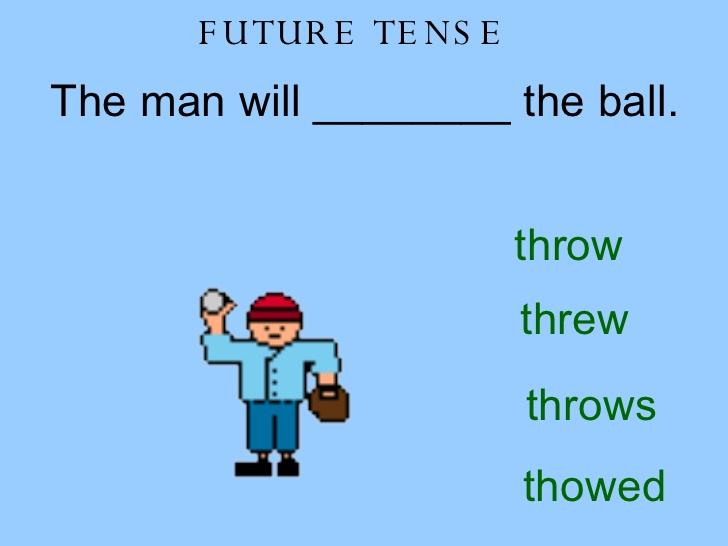 FUTURE TENSE
The man will ________ the ball.
throw
threw
throws
thowed